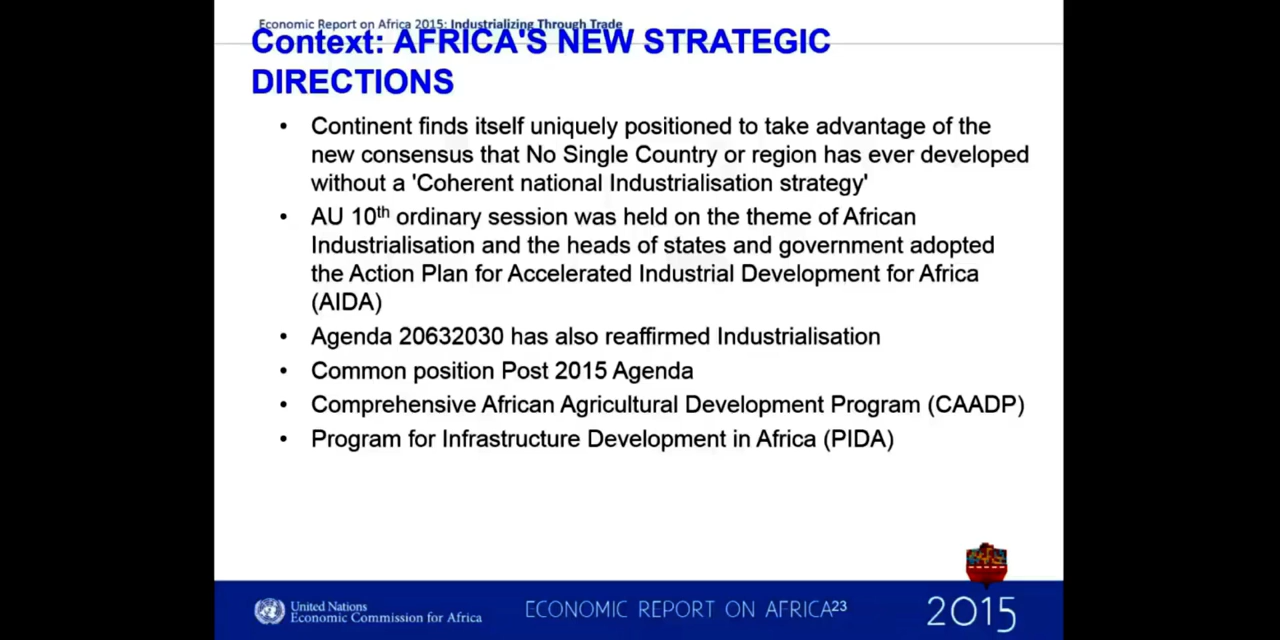 Economic Report on Africa 2015: Industrializing Through Trade
Context: AFRICA'S NEW STRATEGIC
DIRECTIONS
• Continent finds itself uniquely positioned to take advantage of the
new consensus that No Single Country or region has ever developed
without a 'Coherent national Industrialisation strategy'
• AU 10th ordinary session was held on the theme of African
Industrialisation and the heads of states and government adopted
the Action Plan for Accelerated Industrial Development for Africa
(AIDA)
• Agenda 20632030 has also reaffirmed Industrialisation
• Common position Post 2015 Agenda
• Comprehensive African Agricultural Development Program (CAADP)
• Program for Infrastructure Development in Africa (PIDA)
United Nations
Economic Commission for Africa
ECONOMIC REPORT ON AFRICA23
2015